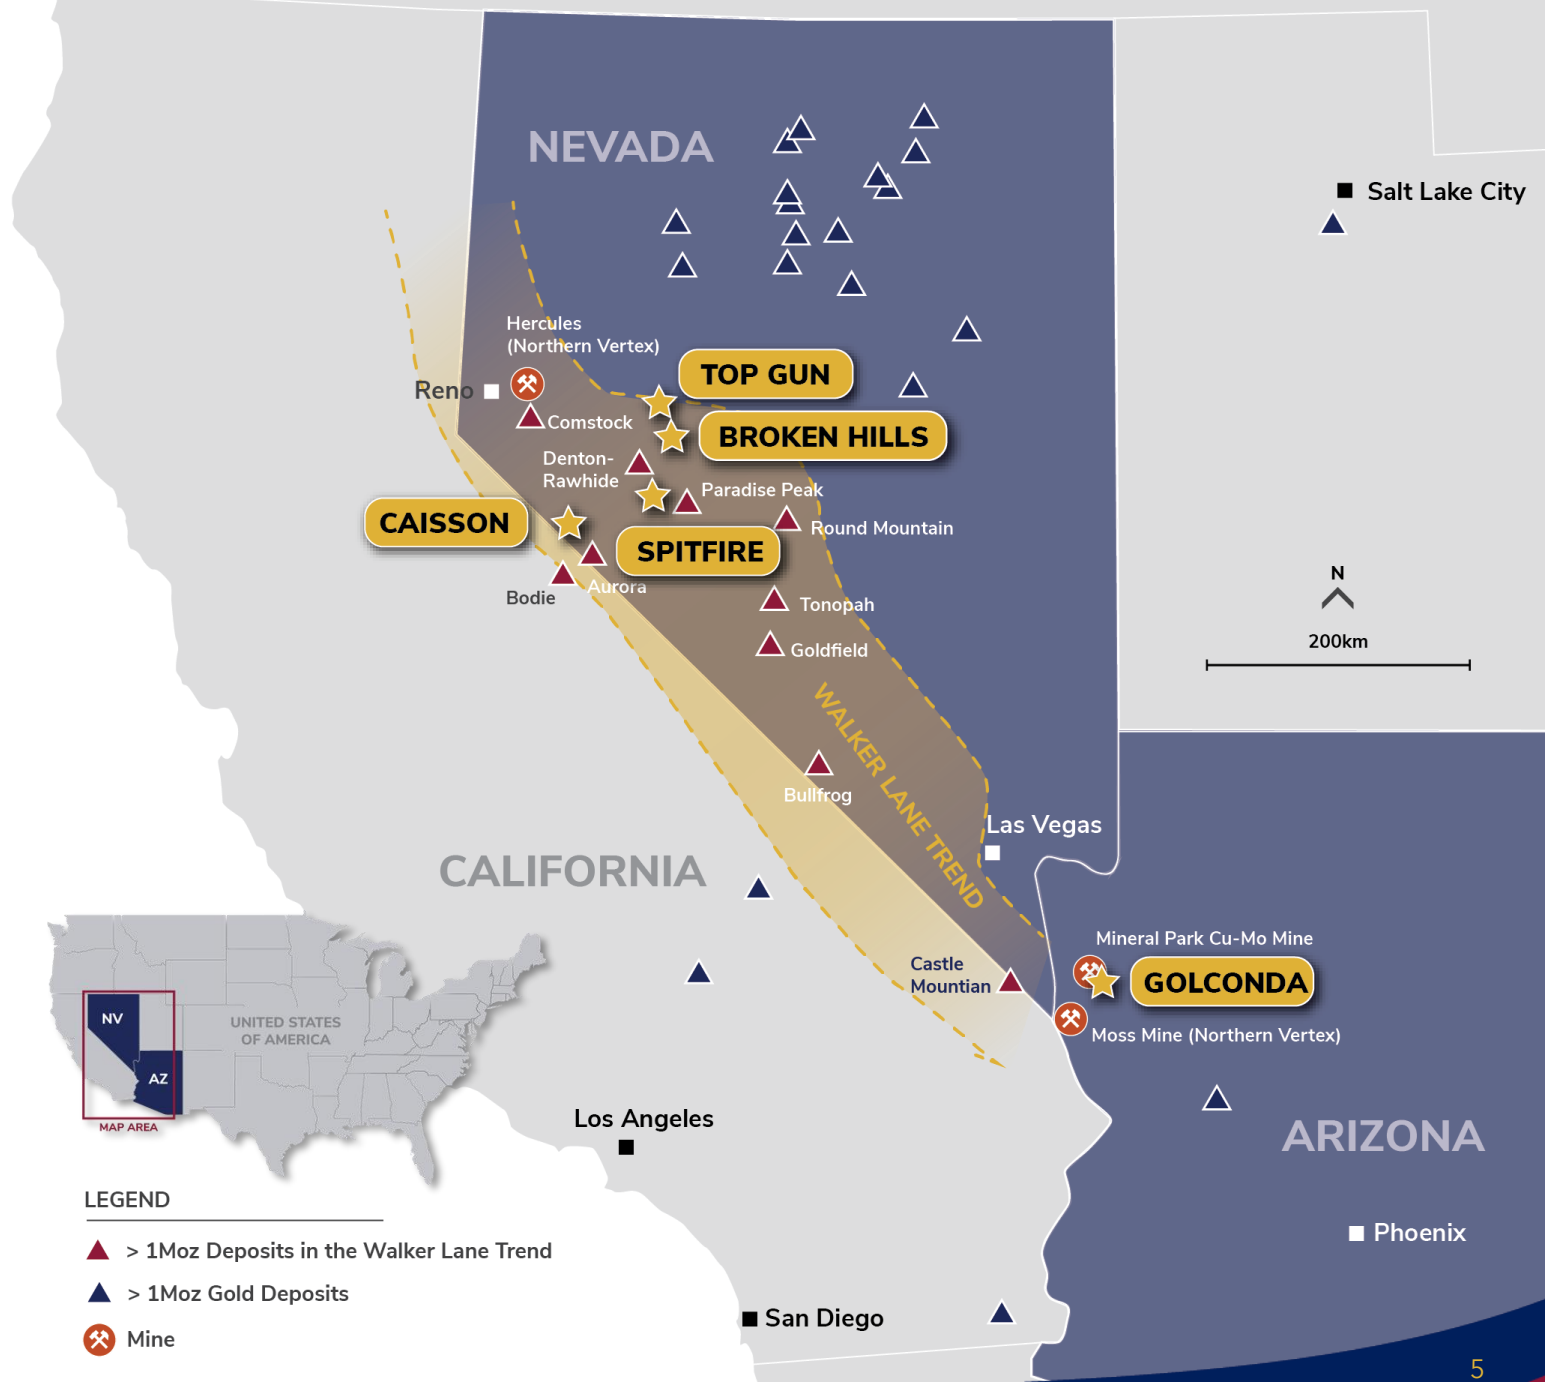 NEVADA
Salt Lake City
Hercules
(Northern Vertex)
TOP GUN
Reno
Comstock
BROKEN HILLS
Denton-
Rawhide
Paradise Peak
CAISSON
Round Mountain
SPITFIRE
Aurora
Bodie
Tonopah
Goldfield
N
200km
WALKER LANE TREND
Bullfrog
Las Vegas
CALIFORNIA
Mineral Park Cu-Mo Mine
Castle
Mountian
GOLCONDA
Moss Mine (Northern Vertex)
NV
UNITED STATES
OF AMERICA
AZ
MAP AREA
Los Angeles
ARIZONA
LEGEND
> 1Moz Deposits in the Walker Lane Trend
> 1Moz Gold Deposits
Mine
Phoenix
San Diego
5